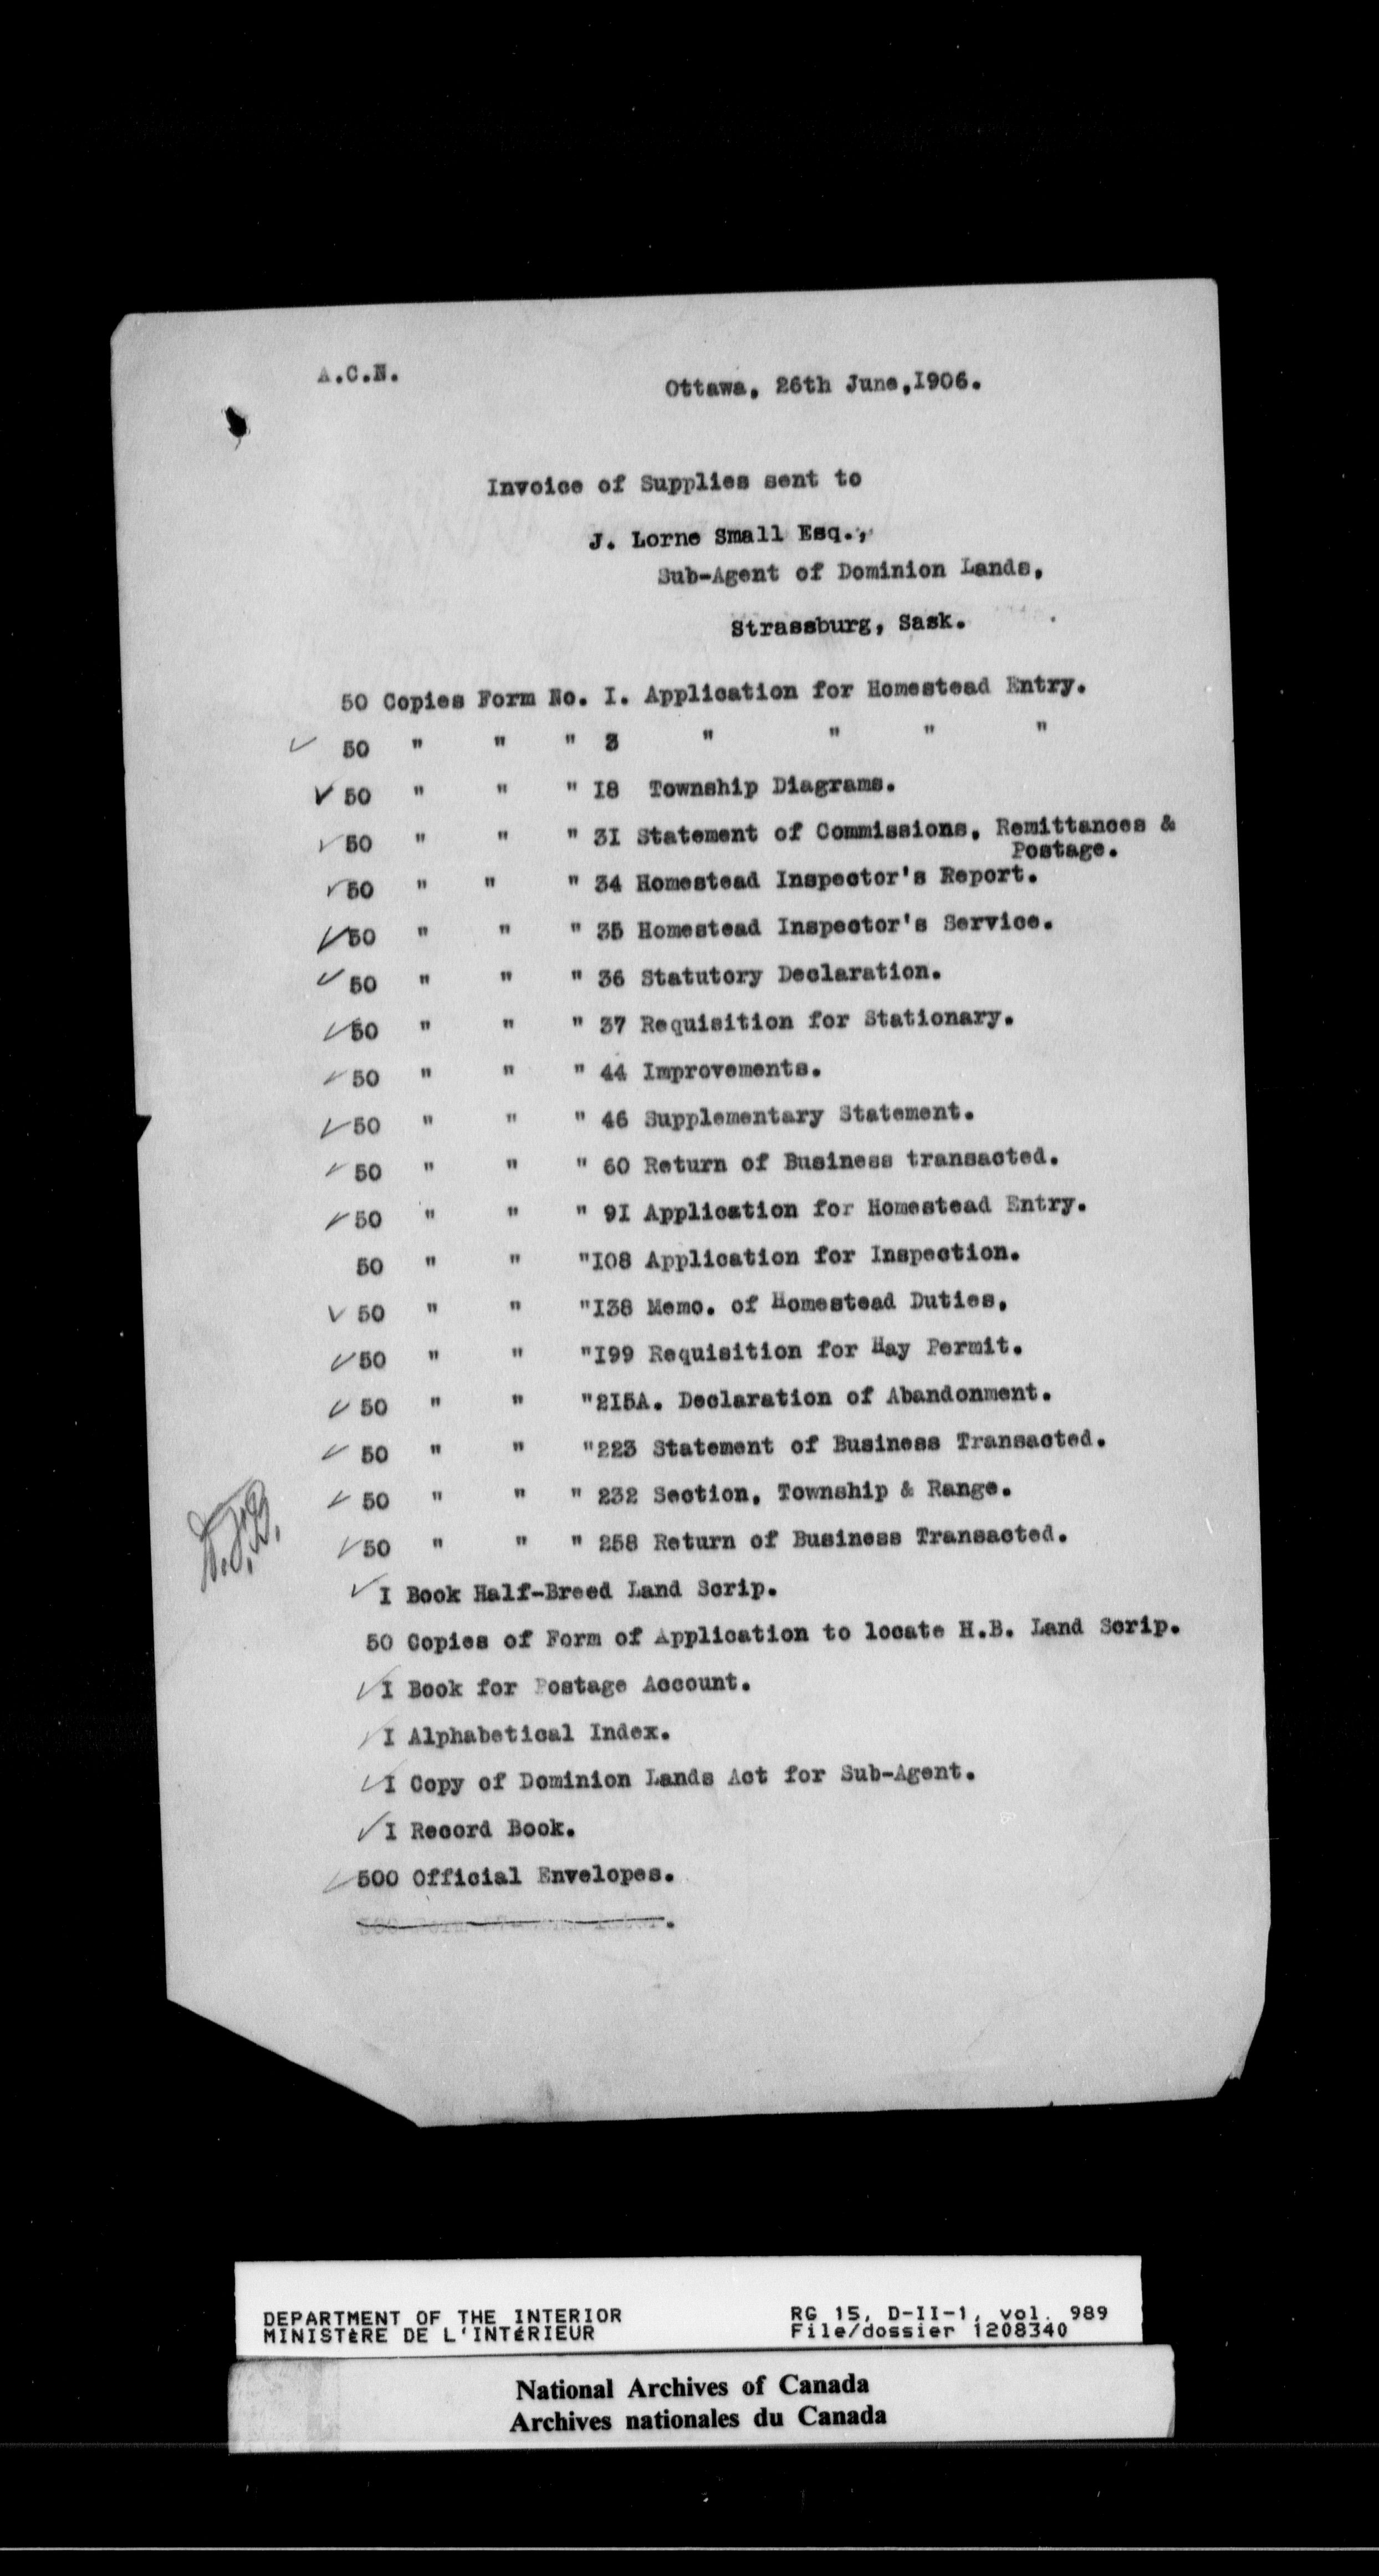 A.C.N.
Ottawa, 26th June,I906.
Invoice of Supplies sent to
J. Lorne Small Esq.,
Sub-Agent of Dominion Lands,
Strassburg, Sask.
50 Copies Form No. I. Application for Homestead Entry.
50 " " " 3 " " " "
50 " " " I8 Township Diagrams.
50 " " " 3I Statement of Commissions, Remittances &
Postage.
50 " " " 34 Homestead Inspector's Report.
50 " " " 35 Homestead Inspector's Service.
50 " " " 36 Statutory Declaration.
50 " " " 37 Requisition for Stationary.
50 " " " 44 Improvements.
50 " " " 46 Supplementary Statement.
50 " " " 60 Return of Business transacted.
50 " " " 9I Application for Homestead Entry.
50 " " "I08 Application for Inspection.
50 " " "I38 Memo. of Homestead Duties.
50 " " "I99 Requisition for Hay Permit.
50 " " "2I5A. Declaration of Abandonment.
50 " " "223 Statement of Business Transacted.
50 " " " 232 Section, Township & Range.
50 " " " 258 Return of Business Transacted.
I Book Half-Breed Land Scrip.
50 Copies of Form of Application to locate H.B. Land Scrip.
I Book for Postage Account.
I Alphabetical Index.
I Copy of Dominion Lands Act for Sub-Agent.
I Record Book.
500 Official Envelopes.
DEPARTMENT OF THE INTERIOR
MINISTÈRE DE L'INTÉRIEUR
RG 15, D-II-1, vol. 989
File/dossier 1208340
National Archives of Canada
Archives nationales du Canada